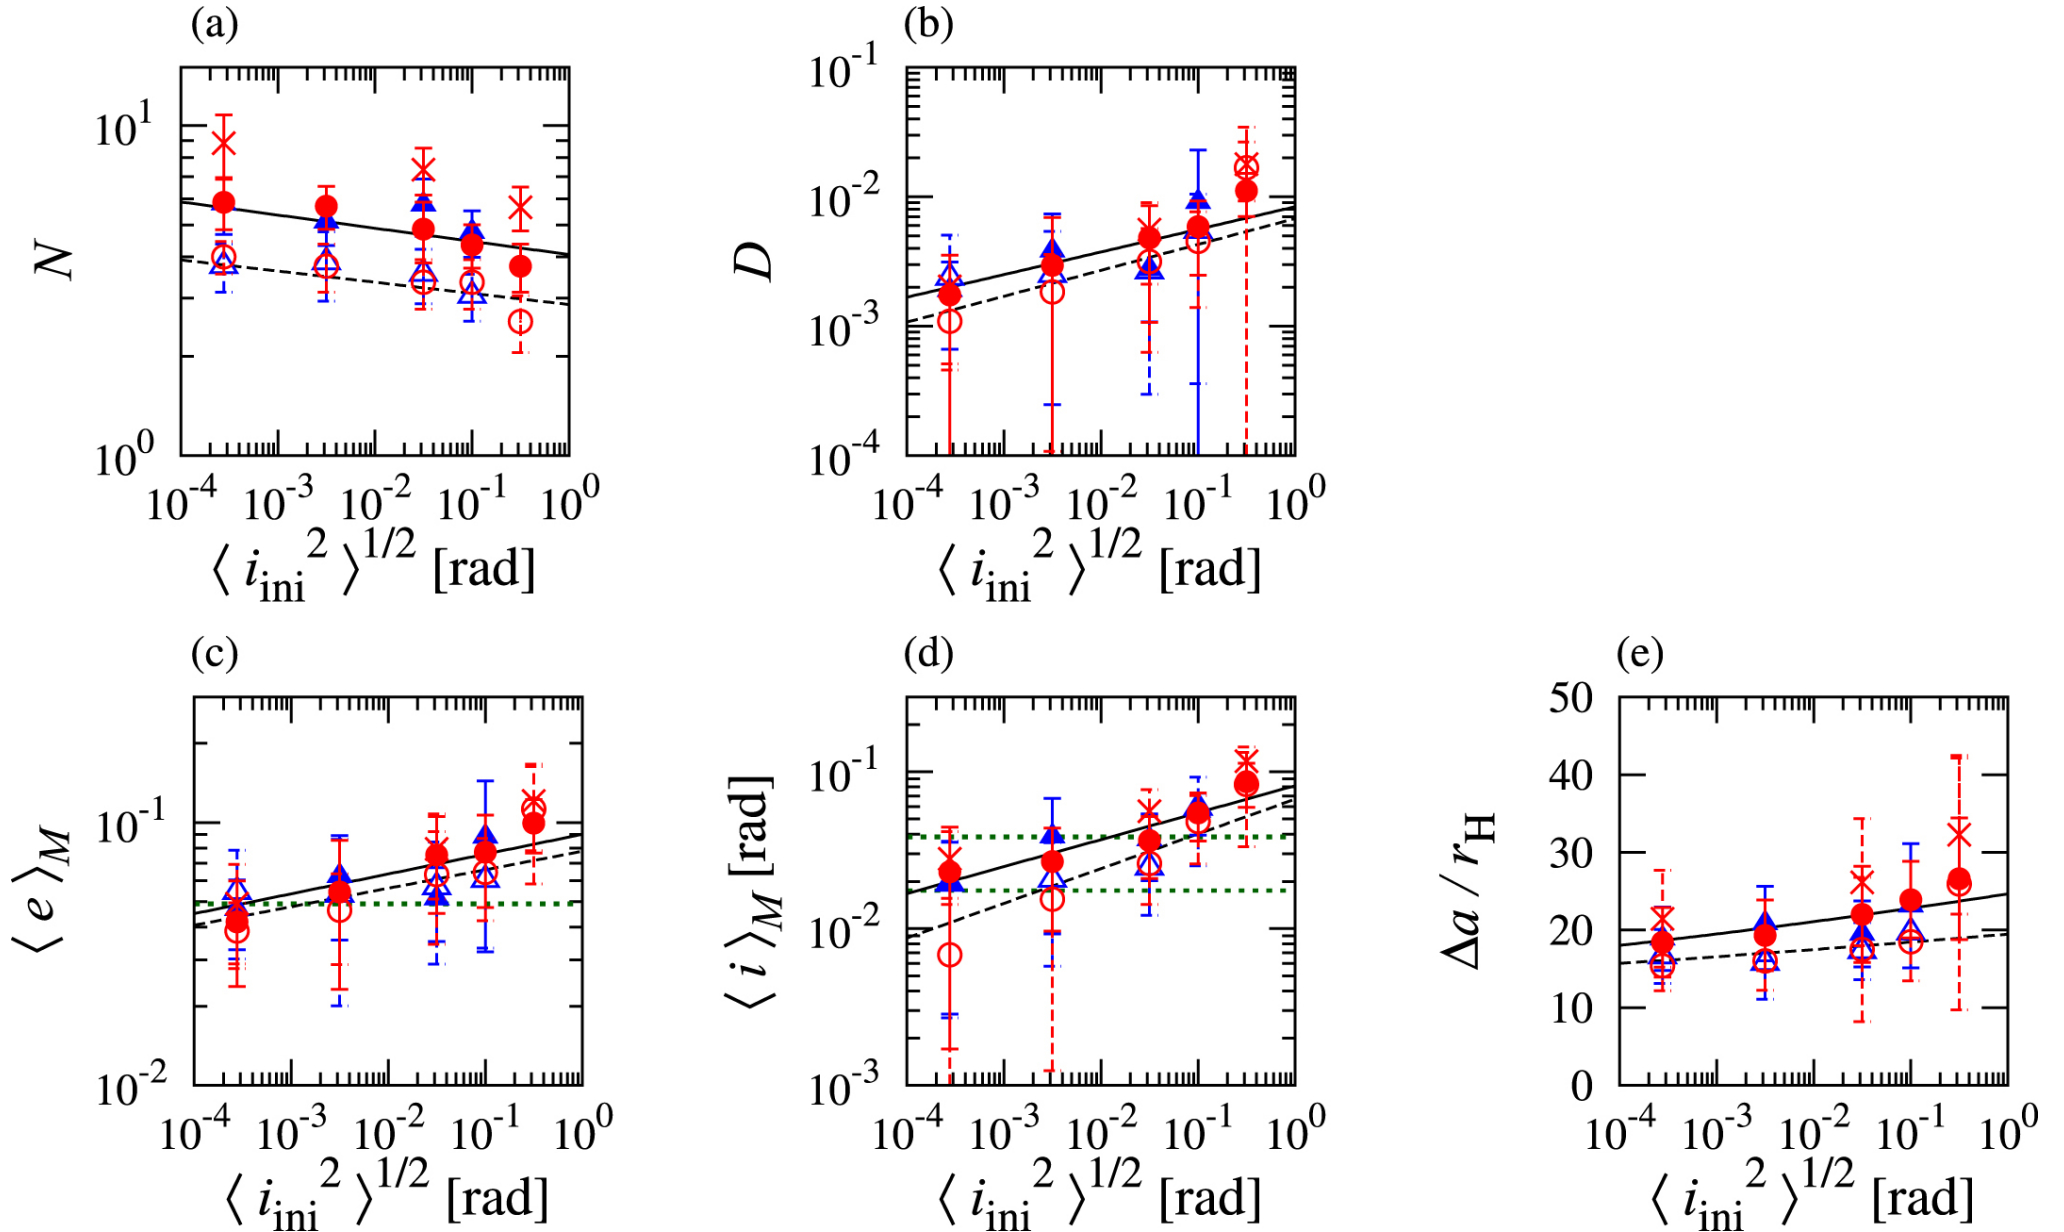 (a)
10^1
10^0
N
10^-4 10^-3 10^-2 10^-1 10^0
⟨ i_ini^2 ⟩^1/2 [rad]
(b)
10^-1
10^-2
10^-3
10^-4
D
10^-4 10^-3 10^-2 10^-1 10^0
⟨ i_ini^2 ⟩^1/2 [rad]
(c)
10^-1
10^-2
⟨ e ⟩_M
10^-4 10^-3 10^-2 10^-1 10^0
⟨ i_ini^2 ⟩^1/2 [rad]
(d)
10^-1
10^-2
10^-3
⟨ i ⟩_M [rad]
10^-4 10^-3 10^-2 10^-1 10^0
⟨ i_ini^2 ⟩^1/2 [rad]
(e)
50
40
30
20
10
0
Δa / r_H
10^-4 10^-3 10^-2 10^-1 10^0
⟨ i_ini^2 ⟩^1/2 [rad]